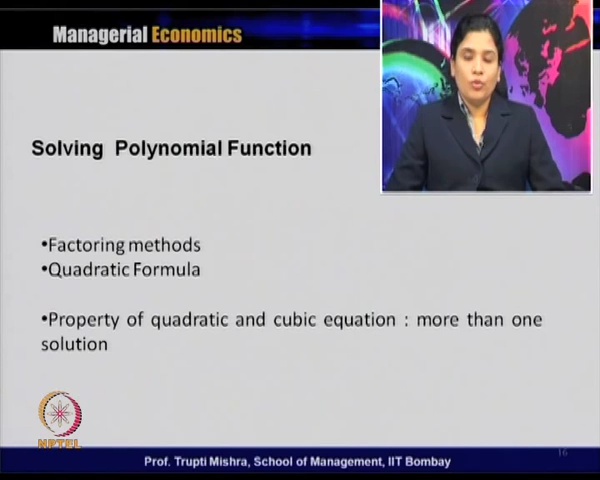 Managerial Economics
Solving Polynomial Function
•Factoring methods
•Quadratic Formula
•Property of quadratic and cubic equation : more than one
solution
NPTEL
Prof. Trupti Mishra, School of Management, IIT Bombay
16